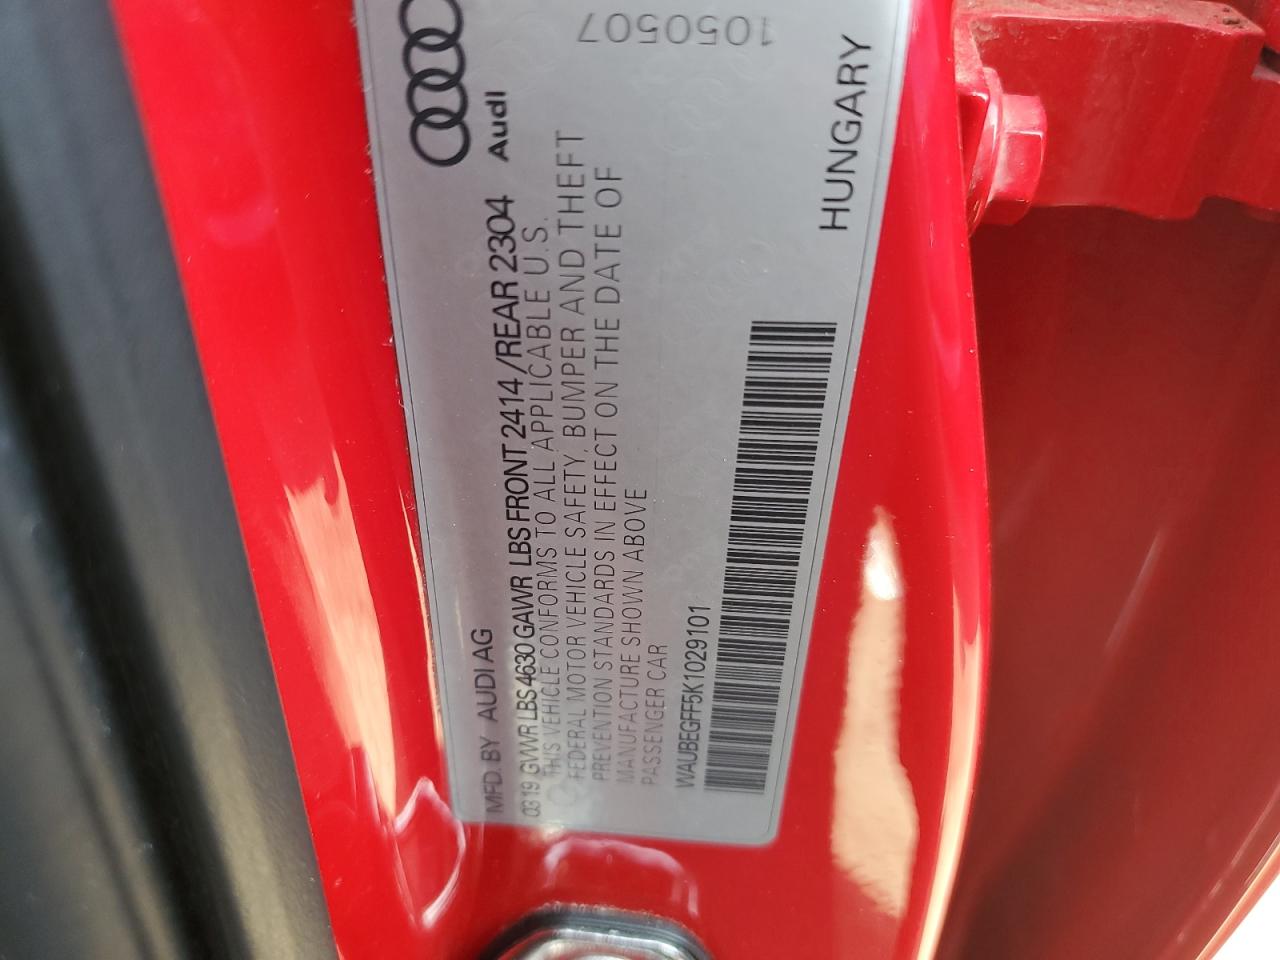 MFD. BY AUDI AG
0319 GVWR LBS 4630 GAWR LBS FRONT 2414 /REAR 2304 Audi
THIS VEHICLE CONFORMS TO ALL APPLICABLE U.S.
FEDERAL MOTOR VEHICLE SAFETY, BUMPER AND THEFT
PREVENTION STANDARDS IN EFFECT ON THE DATE OF
MANUFACTURE SHOWN ABOVE
PASSENGER CAR
WAUBEGFF5K1029101
HUNGARY
1050507